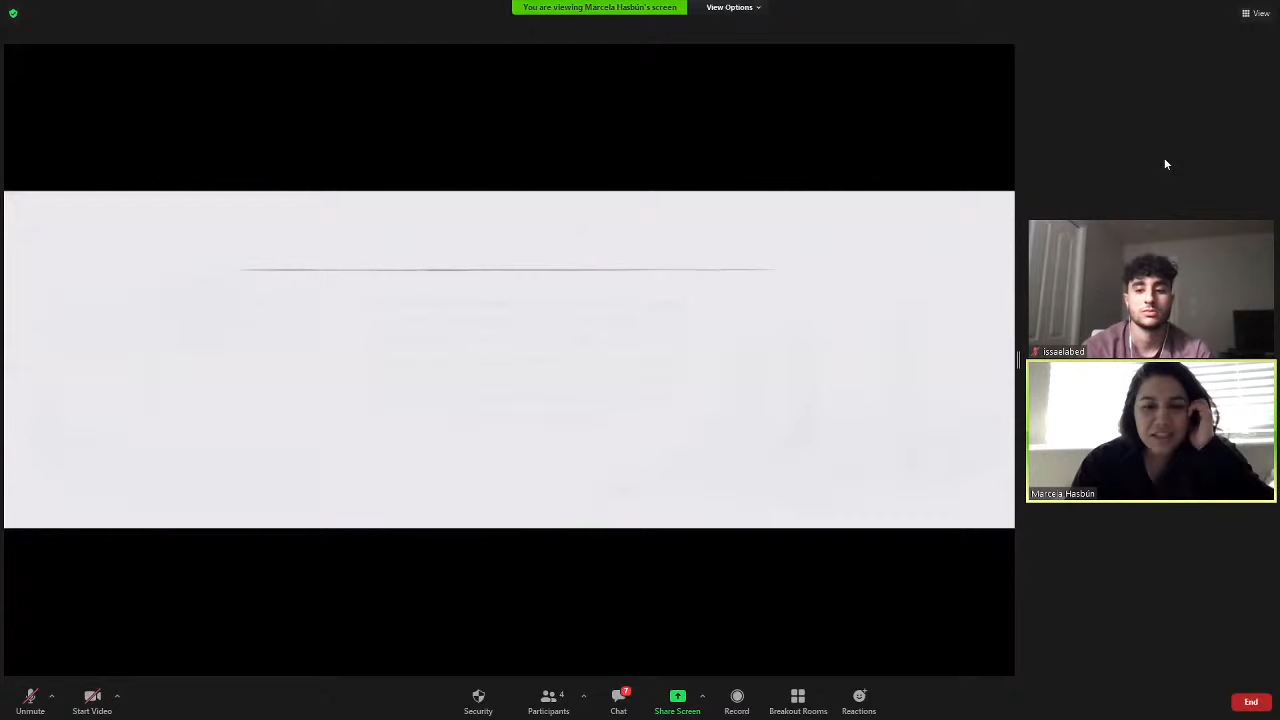 You are viewing Marcela Hasbún's screen
View Options
View
issaelabed
Marcela Hasbún
Unmute
Start Video
Security
4
Participants
7
Chat
Share Screen
Record
Breakout Rooms
Reactions
End